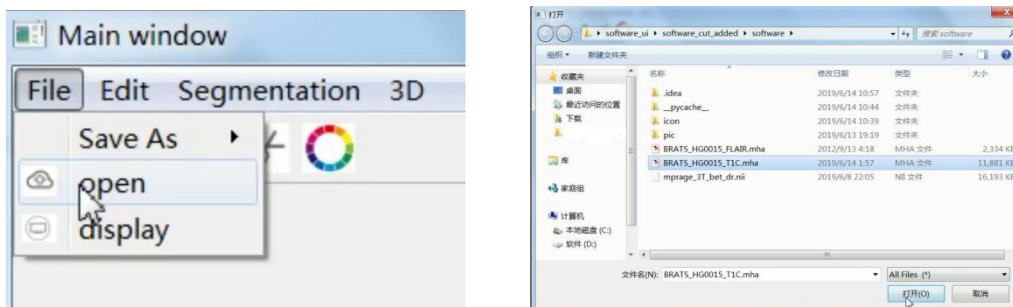 Main window
File Edit Segmentation 3D
Save As
open
display
打开
software_ui software_cut_added software
搜索 software
组织 新建文件夹
名称 修改日期 类型 大小
收藏夹
桌面
最近访问的位置
下载
库
家庭组
计算机
本地磁盘 (C:)
软件 (D:)
.idea 2019/6/14 10:57 文件夹
__pycache__ 2019/6/14 10:44 文件夹
icon 2019/6/14 10:39 文件夹
pic 2019/6/13 19:19 文件夹
BRATS_HG0015_FLAIR.mha 2012/9/13 4:18 MHA 文件 2,334 KB
BRATS_HG0015_T1C.mha 2019/6/14 1:57 MHA 文件 11,881 KB
mprage_3T_bet_dr.nii 2019/6/8 22:05 NII 文件 16,193 KB
文件名(N): BRATS_HG0015_T1C.mha All Files (*)
打开(O) 取消